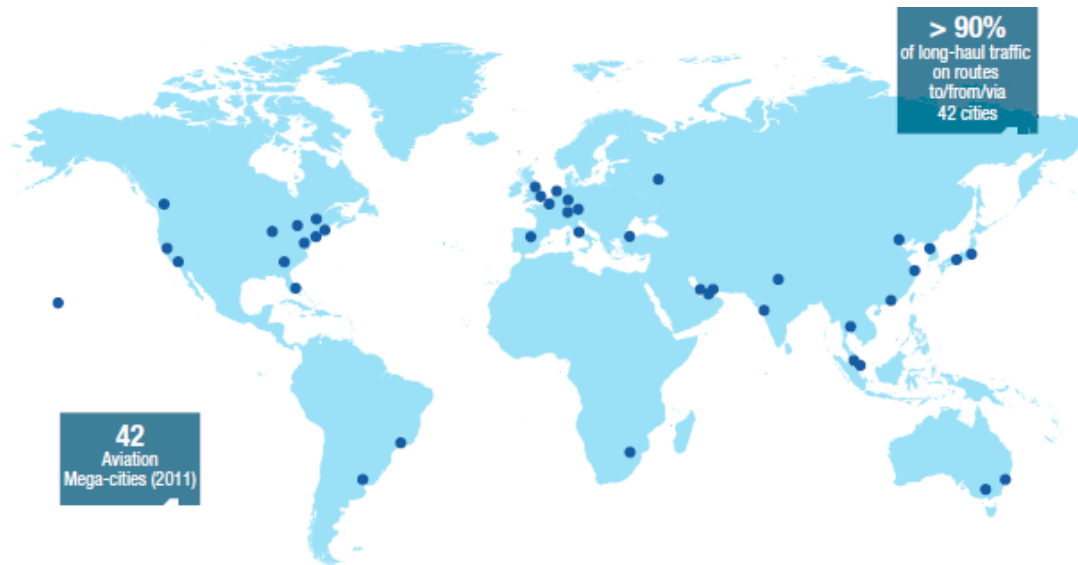 > 90%
of long-haul traffic
on routes
to/from/via
42 cities
42
Aviation
Mega-cities (2011)